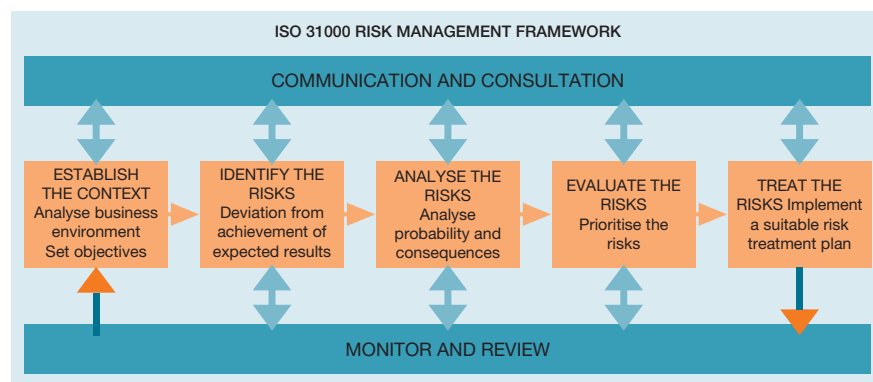 ISO 31000 RISK MANAGEMENT FRAMEWORK
COMMUNICATION AND CONSULTATION
ESTABLISH
THE CONTEXT
Analyse business
environment
Set objectives
IDENTIFY THE
RISKS
Deviation from
achievement of
expected results
ANALYSE THE
RISKS
Analyse
probability and
consequences
EVALUATE THE
RISKS
Prioritise the
risks
TREAT THE
RISKS Implement
a suitable risk
treatment plan
MONITOR AND REVIEW